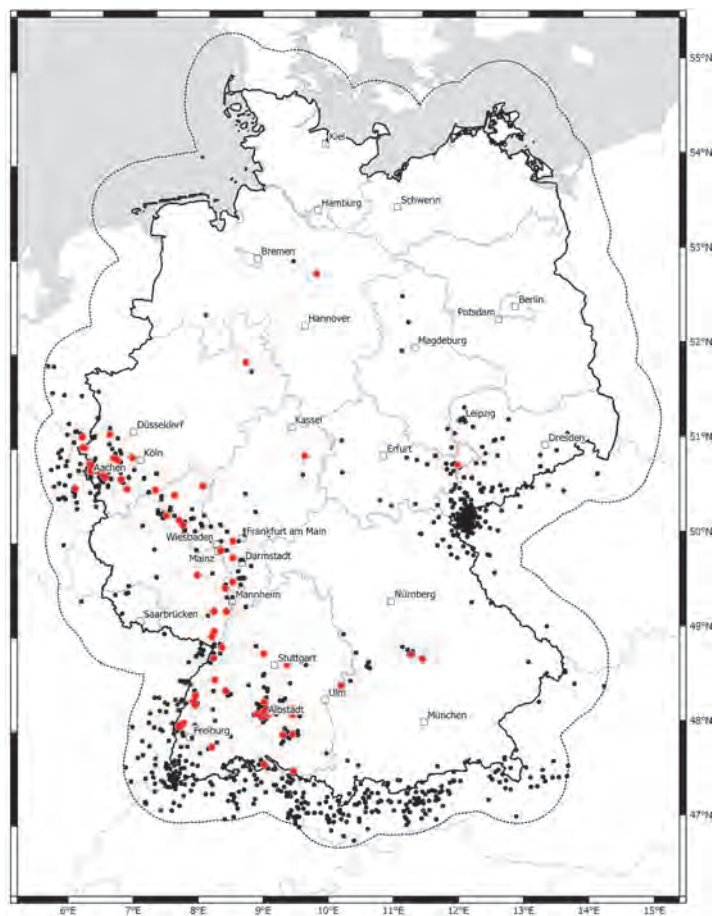 55°N
Kiel
54°N
Hamburg
Schwerin
53°N
Bremen
Berlin
Potsdam
Hannover
52°N
Magdeburg
Düsseldorf
Kassel
Leipzig
51°N
Köln
Erfurt
Dresden
Aachen
50°N
Wiesbaden
Frankfurt am Main
Mainz
Darmstadt
Mannheim
Nürnberg
Saarbrücken
49°N
Stuttgart
Ulm
Albstadt
48°N
München
Freiburg
47°N
6°E 7°E 8°E 9°E 10°E 11°E 12°E 13°E 14°E 15°E